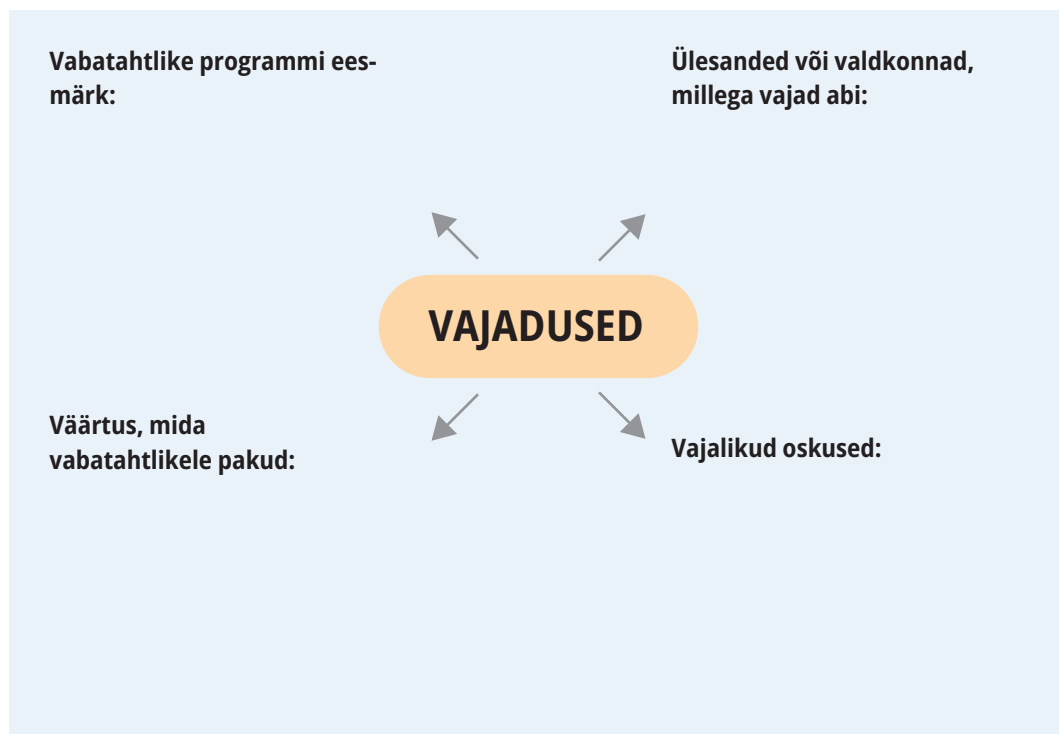 Vabatahtlike programmi ees-
märk:
Ülesanded või valdkonnad,
millega vajad abi:
VAJADUSED
Väärtus, mida
vabatahtlikele pakud:
Vajalikud oskused: